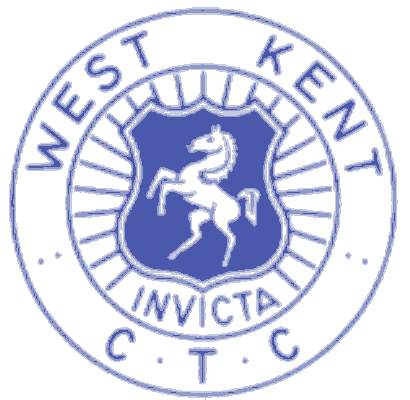 WEST KENT
INVICTA
C · T · C